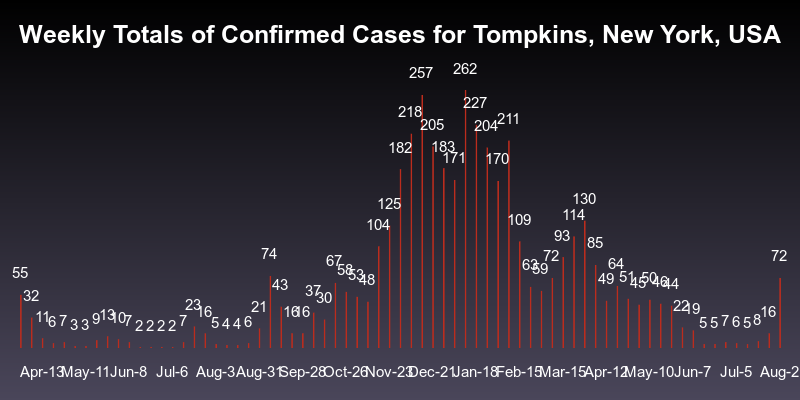 Weekly Totals of Confirmed Cases for Tompkins, New York, USA
55 32 11 6 7 3 3 9 13 10 7 2 2 2 2 7 23 16 5 4 4 6 21 74 43 16 16 37 30 67 58 53 48 104 125 182 218 257 205 183 171 262 227 204 170 211 109 63 59 72 93 114 130 85 49 64 51 45 50 46 44 22 19 5 5 7 6 5 8 16 72
Apr-13 May-11 Jun-8 Jul-6 Aug-3 Aug-31 Sep-28 Oct-26 Nov-23 Dec-21 Jan-18 Feb-15 Mar-15 Apr-12 May-10 Jun-7 Jul-5 Aug-2